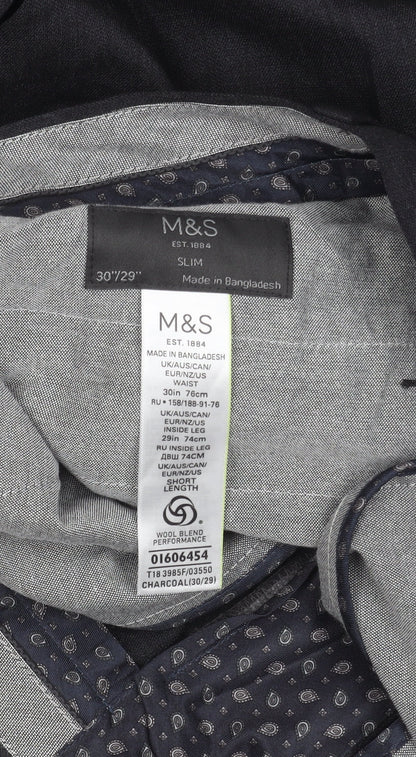 M&S
EST. 1884
SLIM
30"/29" Made in Bangladesh
M&S
EST. 1884
MADE IN BANGLADESH
UK/AUS/CAN/
EUR/NZ/US
WAIST
30in 76cm
RU • 158/188-91-76
UK/AUS/CAN/
EUR/NZ/US
INSIDE LEG
29in 74cm
RU INSIDE LEG
ДВШ 74CM
UK/AUS/CAN/
EUR/NZ/US
SHORT
LENGTH
WOOL BLEND
PERFORMANCE
01606454
T18 3985F/03550
CHARCOAL(30/29)